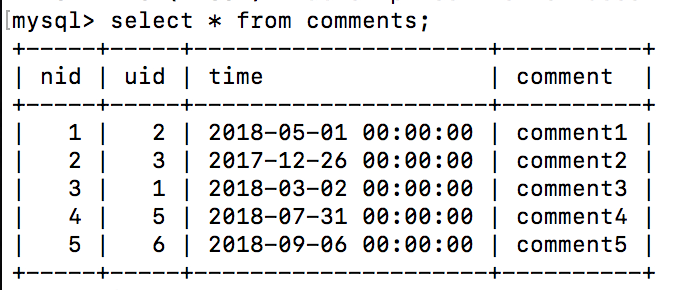 mysql> select * from comments;
+-----+-----+---------------------+----------+
| nid | uid | time                | comment  |
+-----+-----+---------------------+----------+
|   1 |   2 | 2018-05-01 00:00:00 | comment1 |
|   2 |   3 | 2017-12-26 00:00:00 | comment2 |
|   3 |   1 | 2018-03-02 00:00:00 | comment3 |
|   4 |   5 | 2018-07-31 00:00:00 | comment4 |
|   5 |   6 | 2018-09-06 00:00:00 | comment5 |
+-----+-----+---------------------+----------+